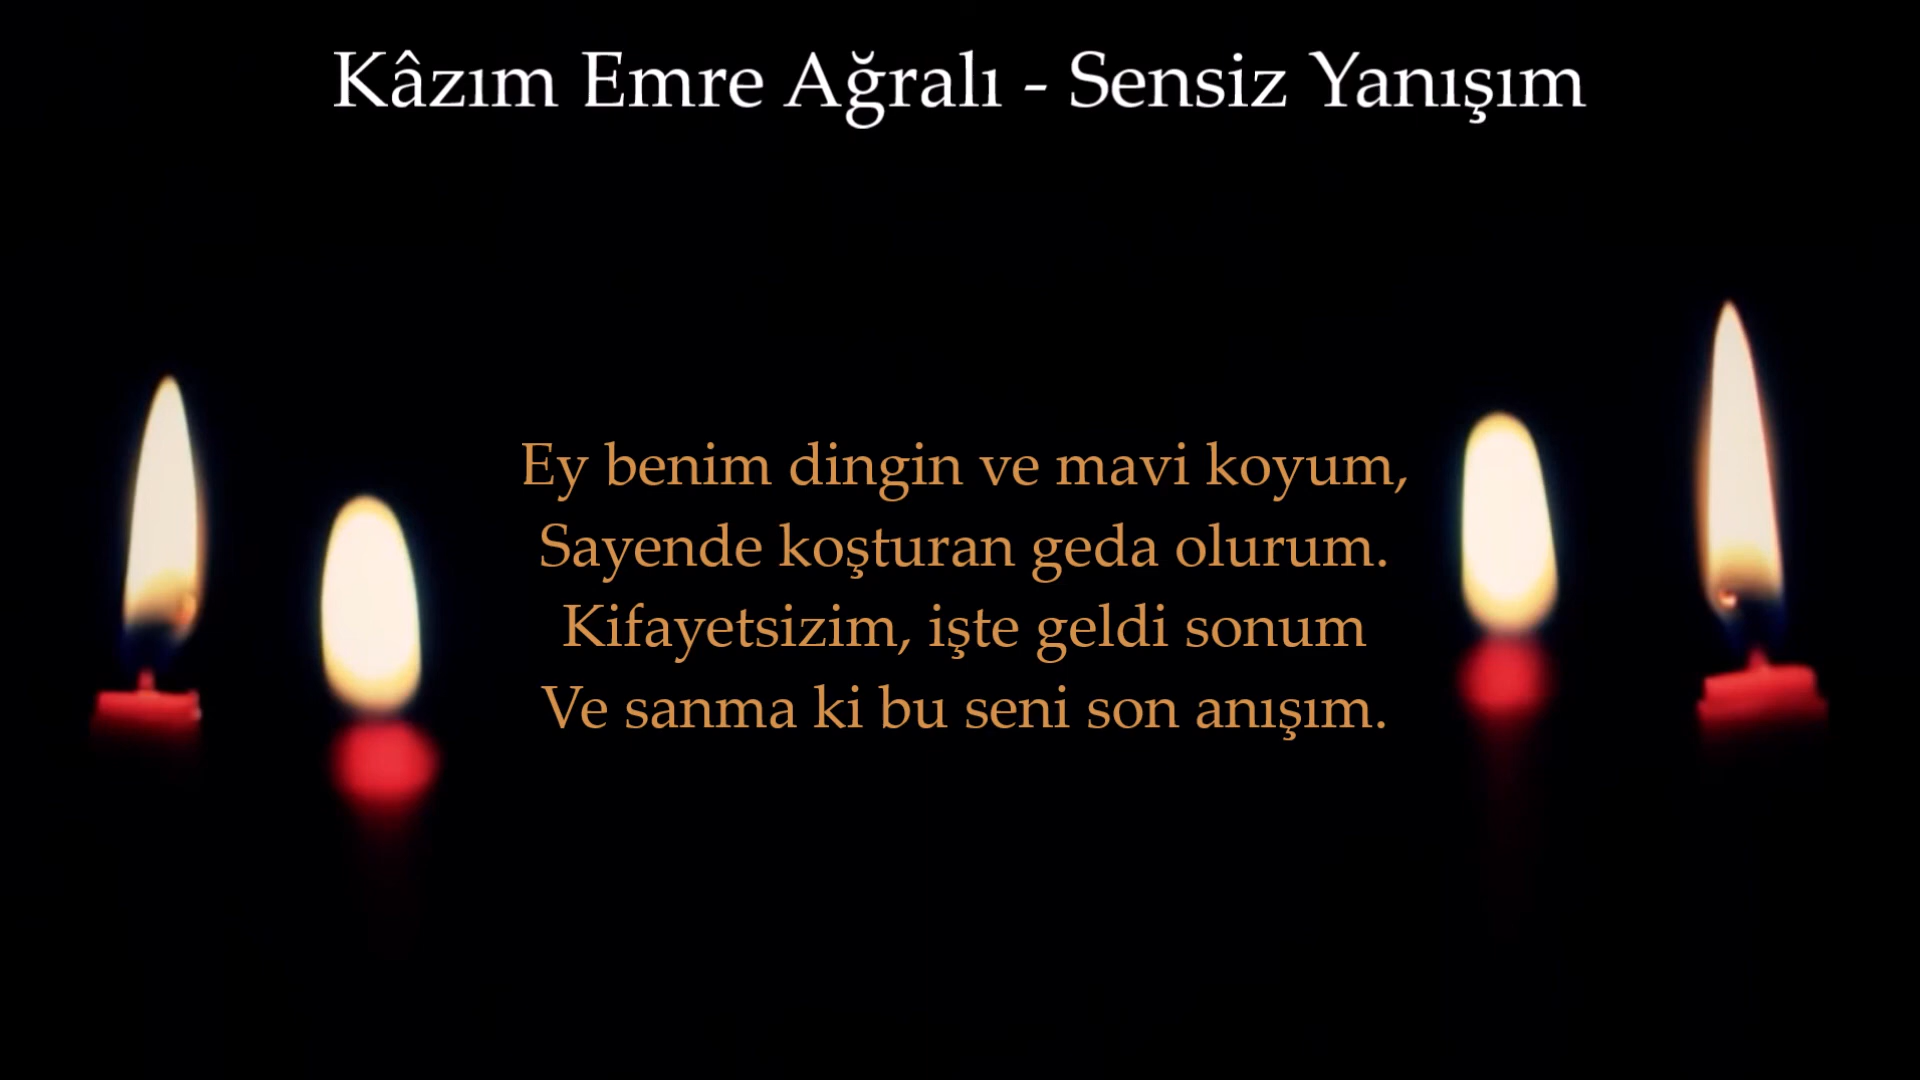 Kâzım Emre Ağralı - Sensiz Yanışım
Ey benim dingin ve mavi koyum,
Sayende koşturan geda olurum.
Kifayetsizim, işte geldi sonum
Ve sanma ki bu seni son anışım.